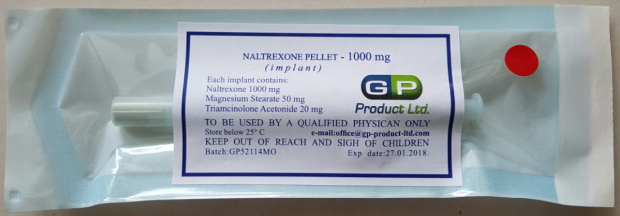 NALTREXONE PELLET - 1000 mg
(implant)
Each implant contains:
Naltrexone 1000 mg
Magnesium Stearate 50 mg
Triamcinolone Acetonide 20 mg
GP
Product Ltd.
TO BE USED BY A QUALIFIED PHYSICAN ONLY
Store below 25° C e-mail:office@gp-product-ltd.com
KEEP OUT OF REACH AND SIGH OF CHILDREN
Batch:GP52114MO Exp date:27.01.2018.